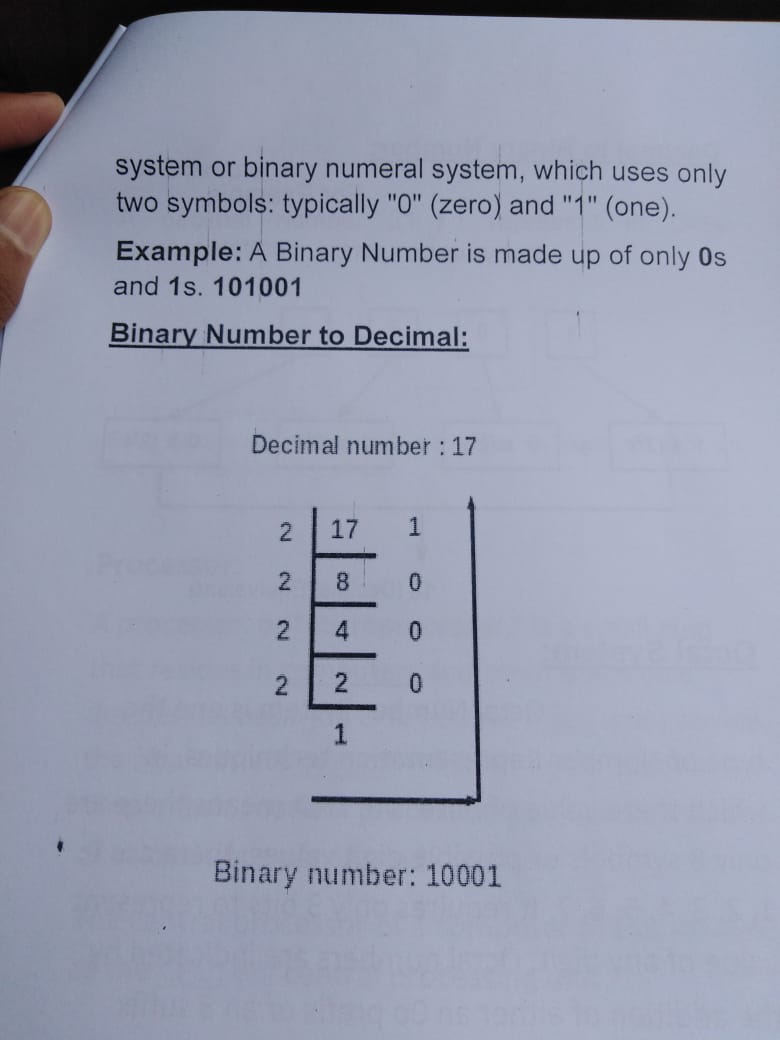 system or binary numeral system, which uses only
two symbols: typically "0" (zero) and "1" (one).
Example: A Binary Number is made up of only 0s
and 1s. 101001
Binary Number to Decimal:
Decimal number : 17
2 17 1
2 8 0
2 4 0
2 2 0
1
Binary number: 10001